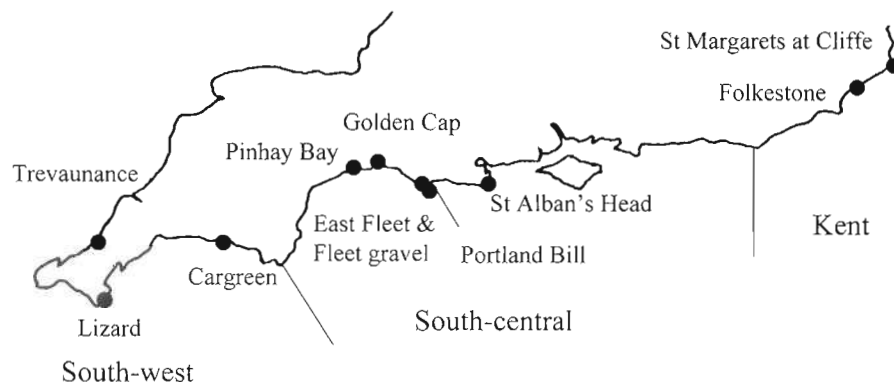 St Margarets at Cliffe
Folkestone
Golden Cap
Pinhay Bay
Trevaunance
St Alban's Head
East Fleet &
Fleet gravel
Portland Bill
Kent
Cargreen
Lizard
South-central
South-west